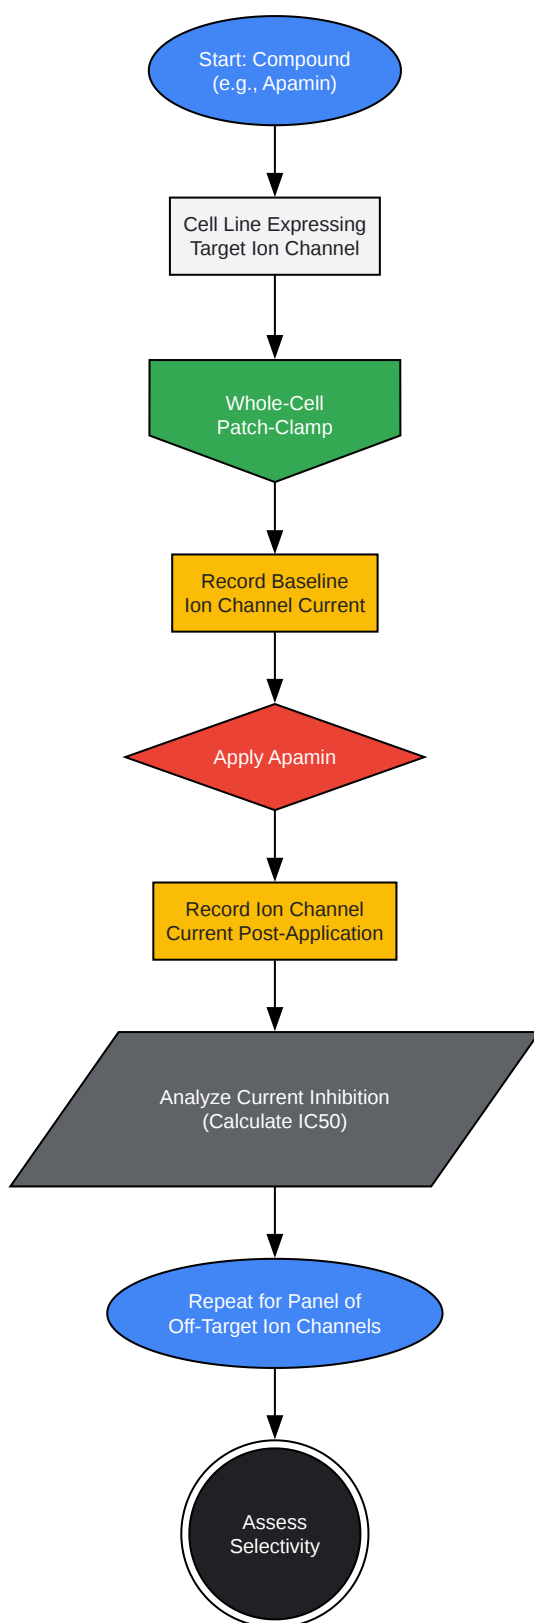 Start: Compound
(e.g., Apamin)
Cell Line Expressing
Target Ion Channel
Whole-Cell
Patch-Clamp
Record Baseline
Ion Channel Current
Apply Apamin
Record Ion Channel
Current Post-Application
Analyze Current Inhibition
(Calculate IC50)
Repeat for Panel of
Off-Target Ion Channels
Assess
Selectivity